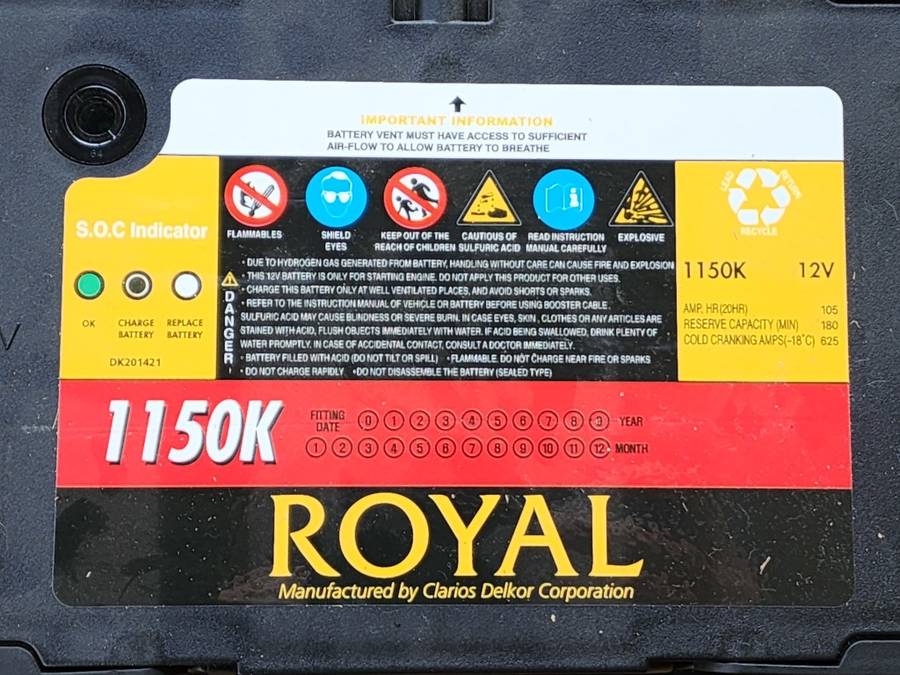 IMPORTANT INFORMATION
BATTERY VENT MUST HAVE ACCESS TO SUFFICIENT
AIR-FLOW TO ALLOW BATTERY TO BREATHE
S.O.C Indicator
OK
CHARGE BATTERY
REPLACE BATTERY
DK201421
FLAMMABLES
SHIELD
EYES
KEEP OUT OF THE
REACH OF CHILDREN
CAUTIOUS OF
SULFURIC ACID
READ INSTRUCTION
MANUAL CAREFULLY
EXPLOSIVE
DANGER
· DUE TO HYDROGEN GAS GENERATED FROM BATTERY, HANDLING WITHOUT CARE CAN CAUSE FIRE AND EXPLOSION
· THIS 12V BATTERY IS ONLY FOR STARTING ENGINE. DO NOT APPLY THIS PRODUCT FOR OTHER USES.
· CHARGE THIS BATTERY ONLY AT WELL VENTILATED PLACES, AND AVOID SHORTS OR SPARKS.
· REFER TO THE INSTRUCTION MANUAL OF VEHICLE OR BATTERY BEFORE USING BOOSTER CABLE.
SULFURIC ACID MAY CAUSE BLINDNESS OR SEVERE BURN. IN CASE EYES, SKIN, CLOTHES OR ANY ARTICLES ARE
STAINED WITH ACID, FLUSH OBJECTS IMMEDIATELY WITH WATER. IF ACID BEING SWALLOWED, DRINK PLENTY OF
WATER PROMPTLY. IN CASE OF ACCIDENTAL CONTACT, CONSULT A DOCTOR IMMEDIATELY.
· BATTERY FILLED WITH ACID (DO NOT TILT OR SPILL) · FLAMMABLE. DO NOT CHARGE NEAR FIRE OR SPARKS
· DO NOT CHARGE RAPIDLY · DO NOT DISASSEMBLE THE BATTERY (SEALED TYPE)
LEAD
RETURN
RECYCLE
1150K 12V
AMP. HR(20HR) 105
RESERVE CAPACITY (MIN) 180
COLD CRANKING AMPS(-18°C) 625
1150K
FITTING
DATE
0 1 2 3 4 5 6 7 8 9 YEAR
1 2 3 4 5 6 7 8 9 10 11 12 MONTH
ROYAL
Manufactured by Clarios Delkor Corporation